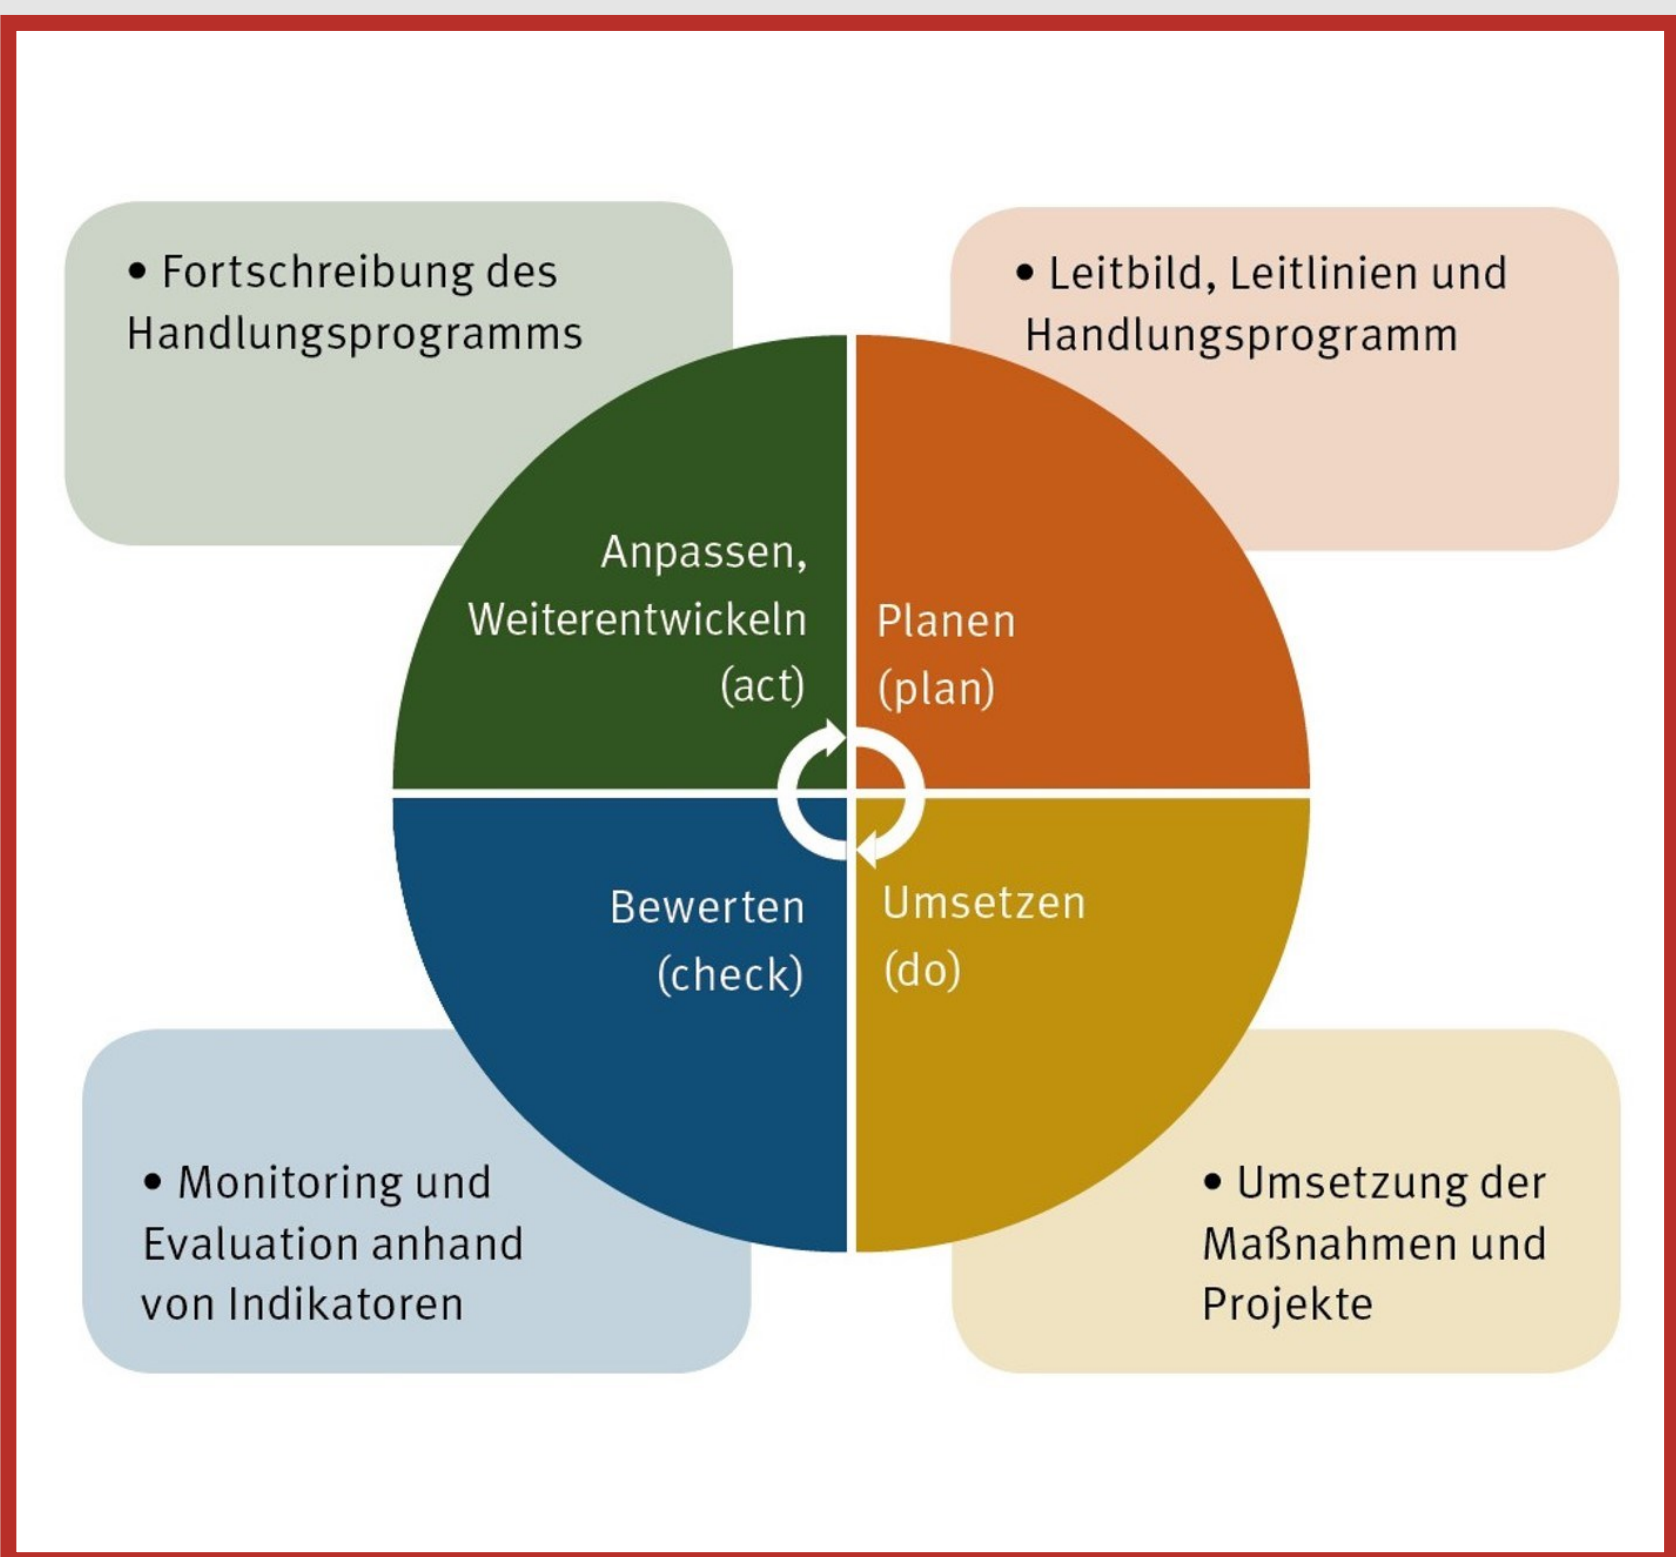 • Fortschreibung des
Handlungsprogramms
• Leitbild, Leitlinien und
Handlungsprogramm
Anpassen,
Weiterentwickeln
(act)
Planen
(plan)
Bewerten
(check)
Umsetzen
(do)
• Monitoring und
Evaluation anhand
von Indikatoren
• Umsetzung der
Maßnahmen und
Projekte